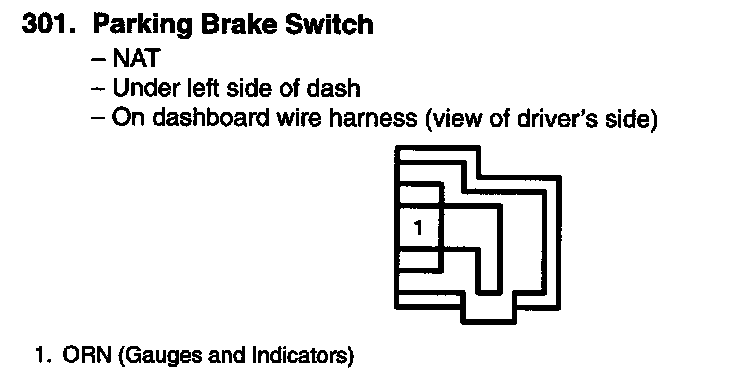 301. Parking Brake Switch
– NAT
– Under left side of dash
– On dashboard wire harness (view of driver's side)
1
1. ORN (Gauges and Indicators)